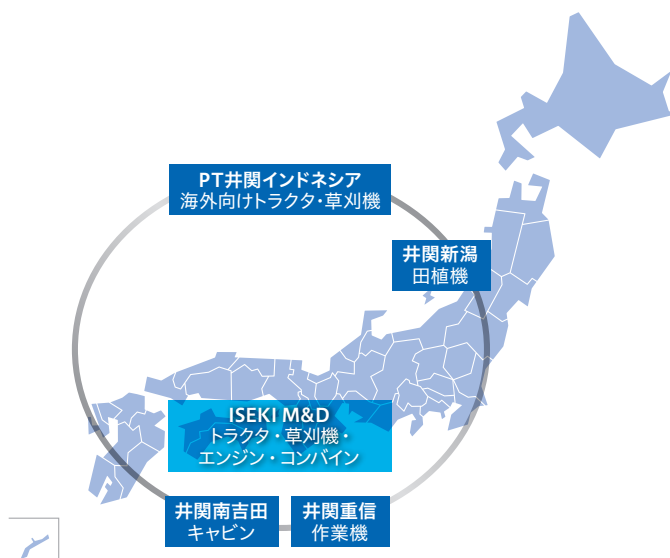 PT井関インドネシア
海外向けトラクタ・草刈機
井関新潟
田植機
ISEKI M&D
トラクタ・草刈機・
エンジン・コンバイン
井関南吉田
キャビン
井関重信
作業機